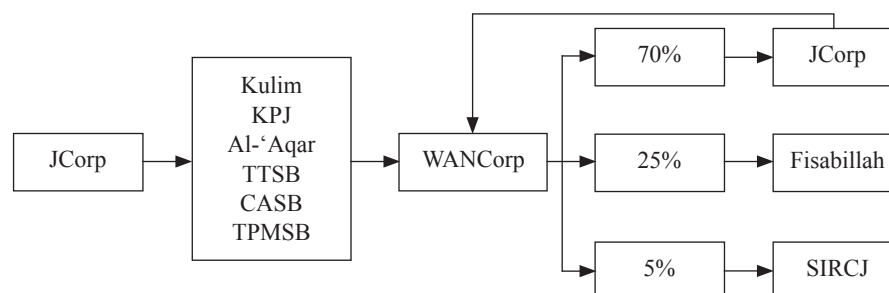 JCorp
Kulim
KPJ
Al-‘Aqar
TTSB
CASB
TPMSB
WANCorp
70%
JCorp
25%
Fisabillah
5%
SIRCJ